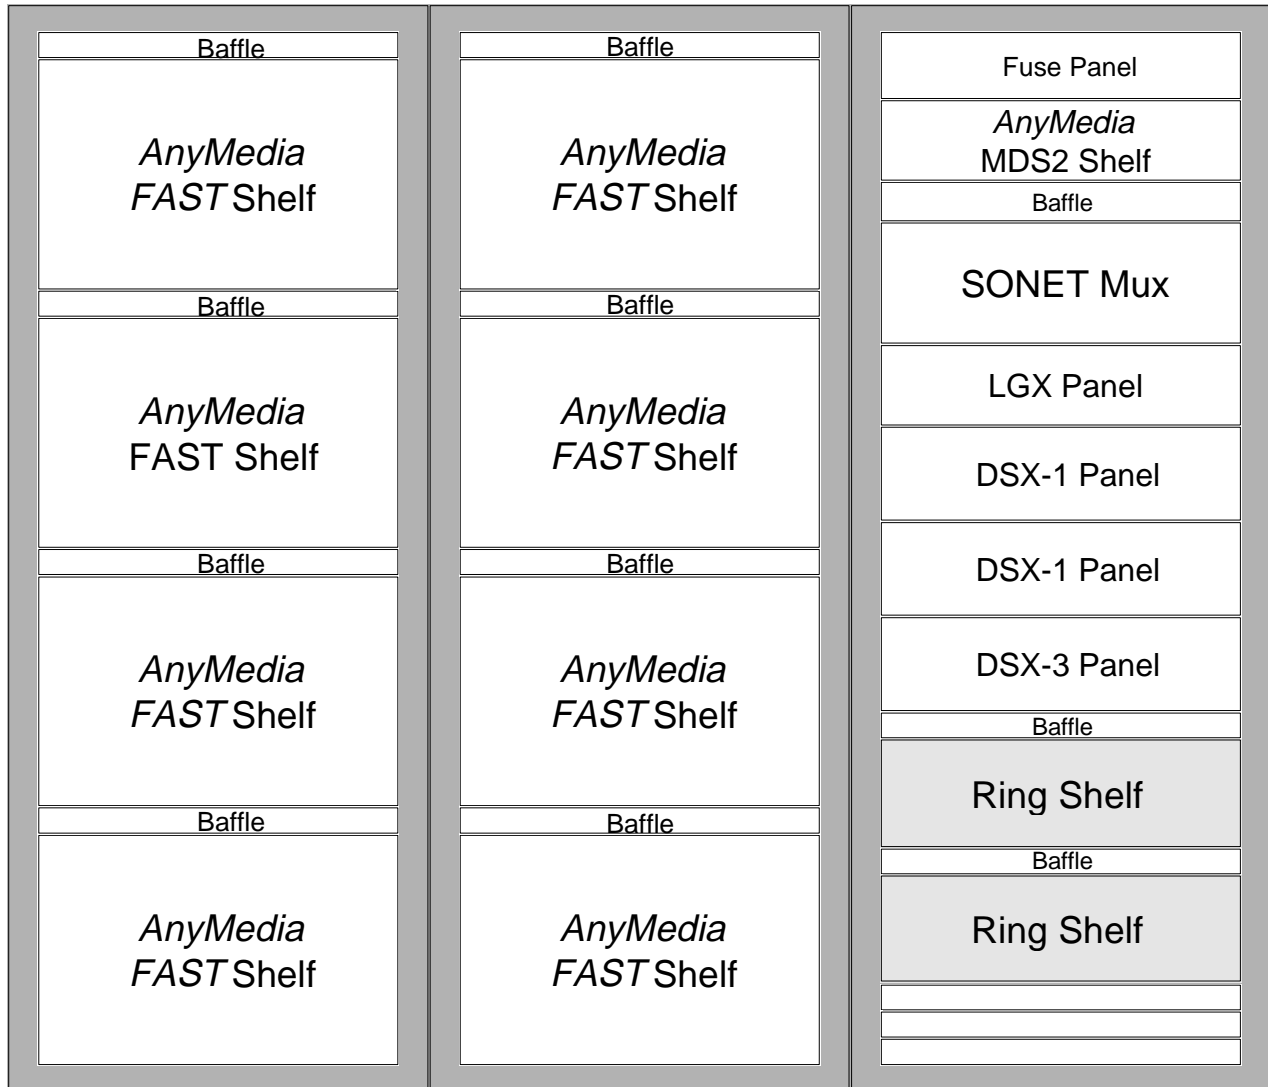 Baffle
AnyMedia
FAST Shelf
Baffle
AnyMedia
FAST Shelf
Baffle
AnyMedia
FAST Shelf
Baffle
AnyMedia
FAST Shelf
Baffle
AnyMedia
FAST Shelf
Baffle
AnyMedia
FAST Shelf
Baffle
AnyMedia
FAST Shelf
Baffle
AnyMedia
FAST Shelf
Fuse Panel
AnyMedia
MDS2 Shelf
Baffle
SONET Mux
LGX Panel
DSX-1 Panel
DSX-1 Panel
DSX-3 Panel
Baffle
Ring Shelf
Baffle
Ring Shelf